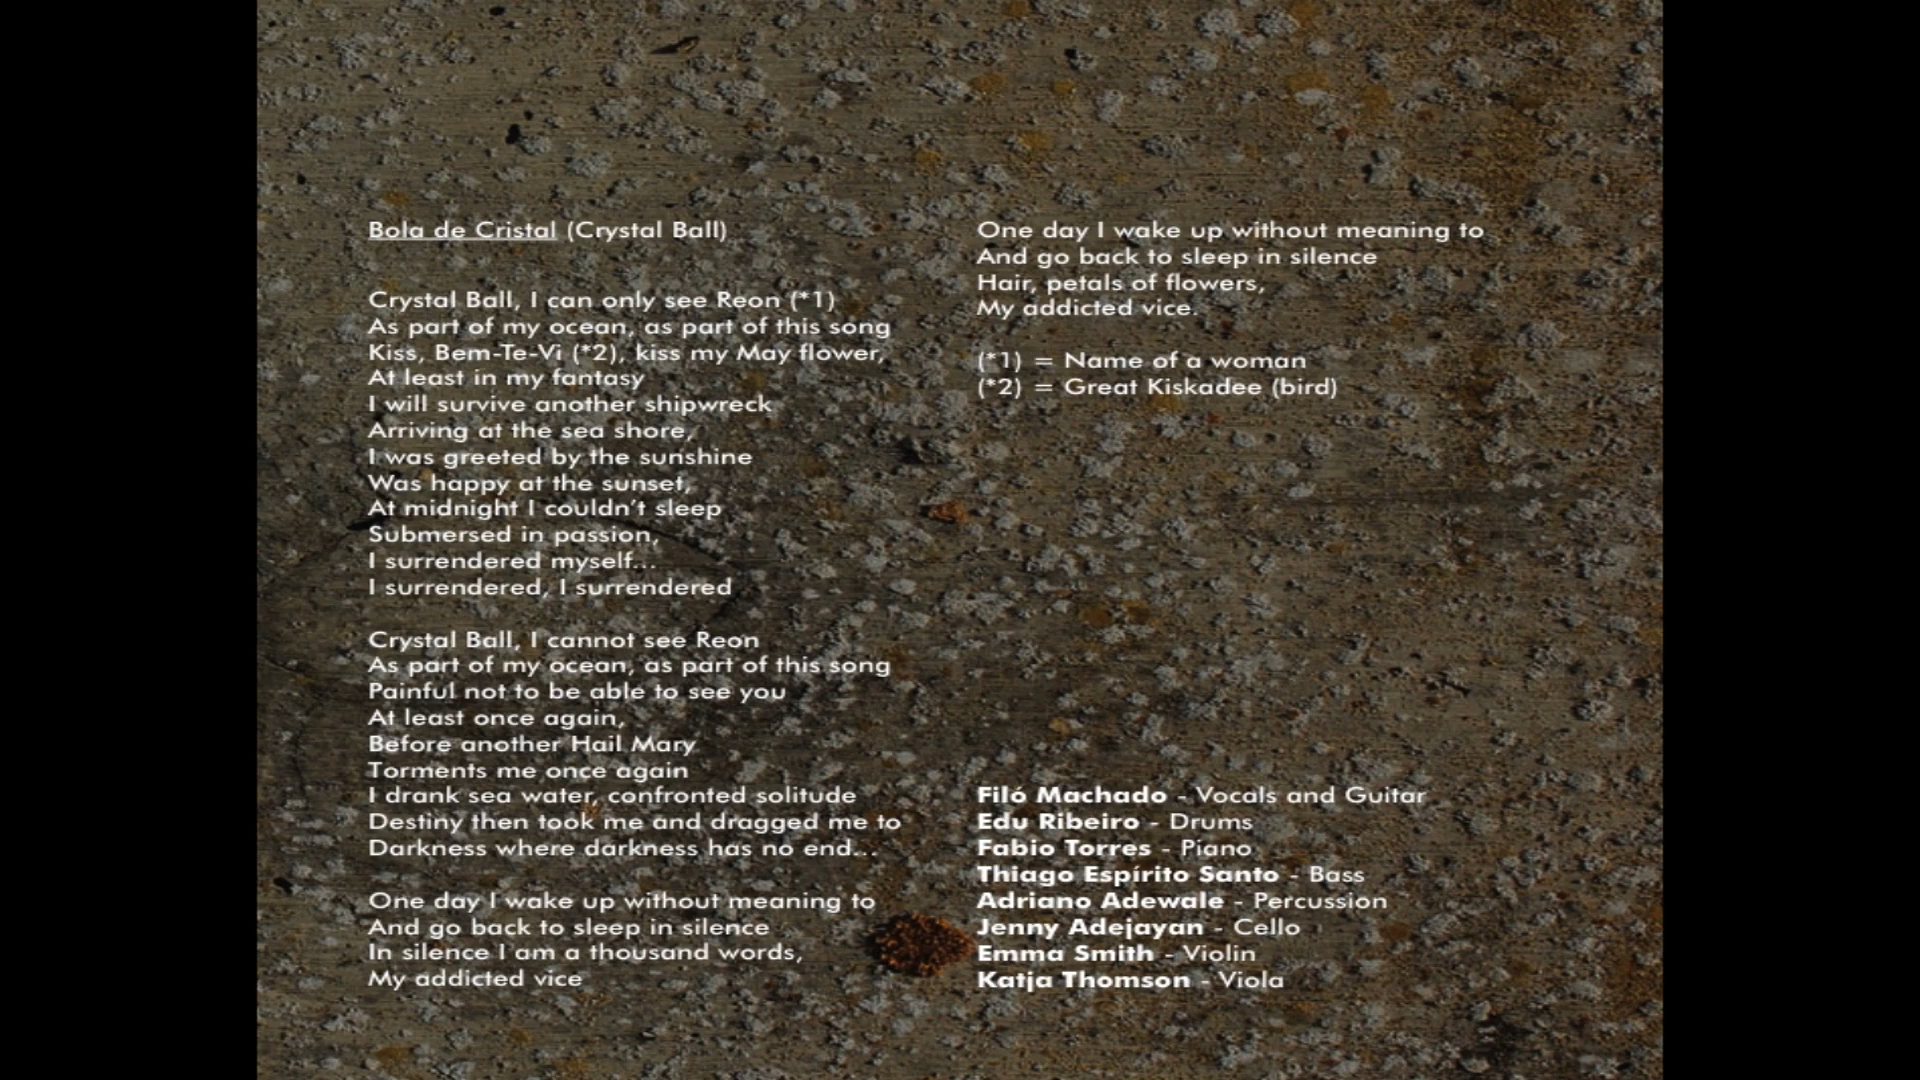 Bola de Cristal (Crystal Ball)
Crystal Ball, I can only see Reon (*1)
As part of my ocean, as part of this song
Kiss, Bem-Te-Vi (*2), kiss my May flower,
At least in my fantasy
I will survive another shipwreck
Arriving at the sea shore,
I was greeted by the sunshine
Was happy at the sunset,
At midnight I couldn't sleep
Submersed in passion,
I surrendered myself...
I surrendered, I surrendered
Crystal Ball, I cannot see Reon
As part of my ocean, as part of this song
Painful not to be able to see you
At least once again,
Before another Hail Mary
Torments me once again
I drank sea water, confronted solitude
Destiny then took me and dragged me to
Darkness where darkness has no end...
One day I wake up without meaning to
And go back to sleep in silence
In silence I am a thousand words,
My addicted vice
One day I wake up without meaning to
And go back to sleep in silence
Hair, petals of flowers,
My addicted vice.
(*1) = Name of a woman
(*2) = Great Kiskadee (bird)
Filó Machado - Vocals and Guitar
Edu Ribeiro - Drums
Fabio Torres - Piano
Thiago Espírito Santo - Bass
Adriano Adewale - Percussion
Jenny Adejayan - Cello
Emma Smith - Violin
Katja Thomson - Viola